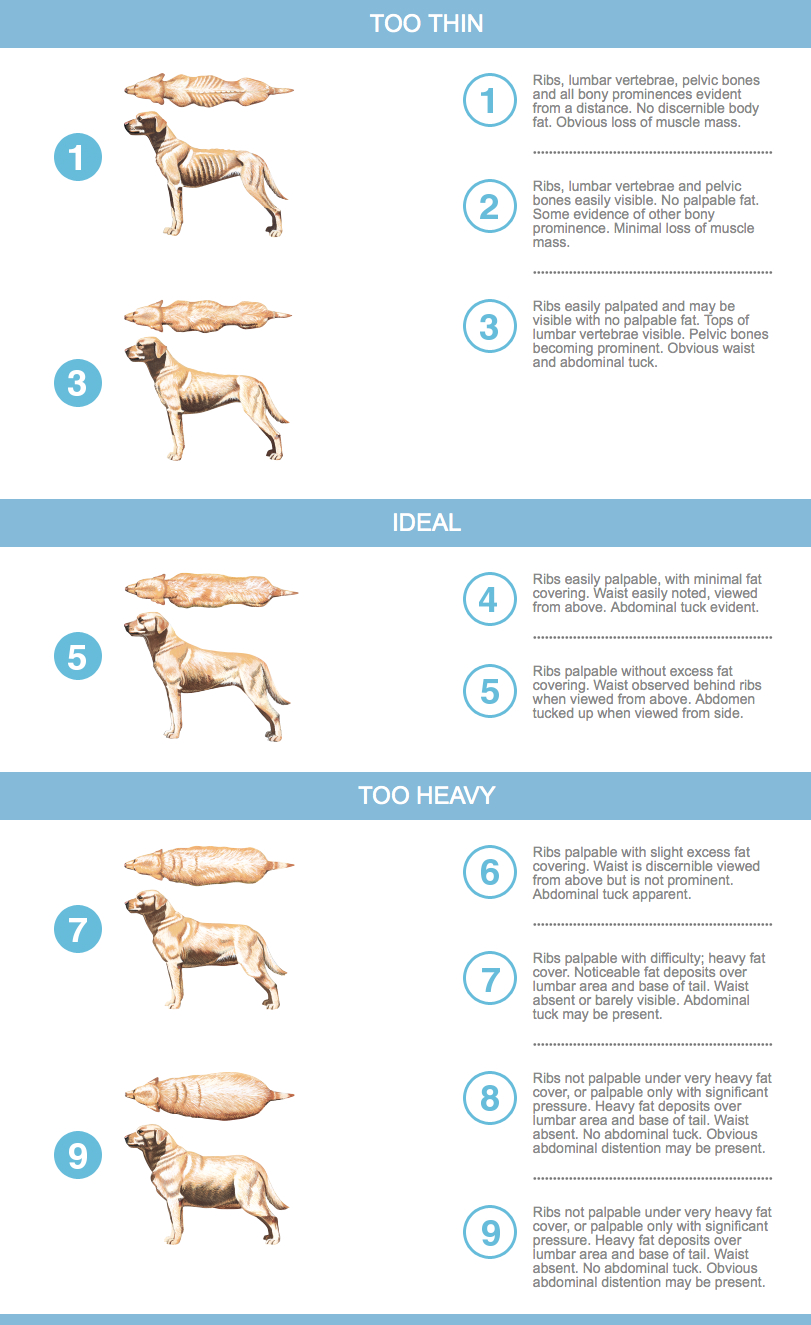 TOO THIN
1
1
Ribs, lumbar vertebrae, pelvic bones
and all bony prominences evident
from a distance. No discernible body
fat. Obvious loss of muscle mass.
2
Ribs, lumbar vertebrae and pelvic
bones easily visible. No palpable fat.
Some evidence of other bony
prominence. Minimal loss of muscle
mass.
3
3
Ribs easily palpated and may be
visible with no palpable fat. Tops of
lumbar vertebrae visible. Pelvic bones
becoming prominent. Obvious waist
and abdominal tuck.
IDEAL
5
4
Ribs easily palpable, with minimal fat
covering. Waist easily noted, viewed
from above. Abdominal tuck evident.
5
Ribs palpable without excess fat
covering. Waist observed behind ribs
when viewed from above. Abdomen
tucked up when viewed from side.
TOO HEAVY
7
6
Ribs palpable with slight excess fat
covering. Waist is discernible viewed
from above but is not prominent.
Abdominal tuck apparent.
7
Ribs palpable with difficulty; heavy fat
cover. Noticeable fat deposits over
lumbar area and base of tail. Waist
absent or barely visible. Abdominal
tuck may be present.
9
8
Ribs not palpable under very heavy fat
cover, or palpable only with significant
pressure. Heavy fat deposits over
lumbar area and base of tail. Waist
absent. No abdominal tuck. Obvious
abdominal distention may be present.
9
Ribs not palpable under very heavy fat
cover, or palpable only with significant
pressure. Heavy fat deposits over
lumbar area and base of tail. Waist
absent. No abdominal tuck. Obvious
abdominal distention may be present.